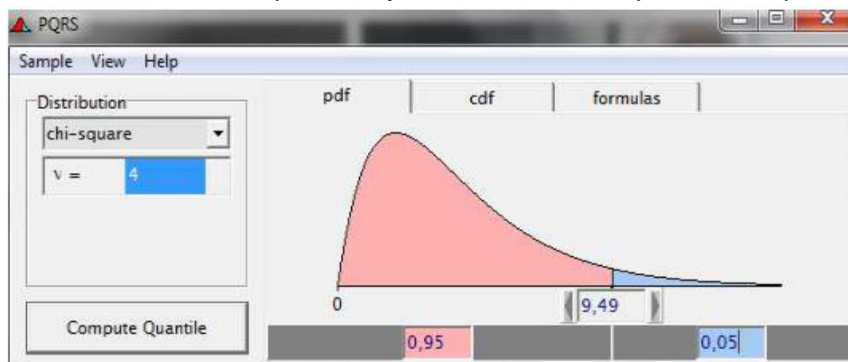 PQRS
Sample View Help
Distribution
chi-square
ν = 4
Compute Quantile
pdf cdf formulas
0
9,49
0,95 0,05